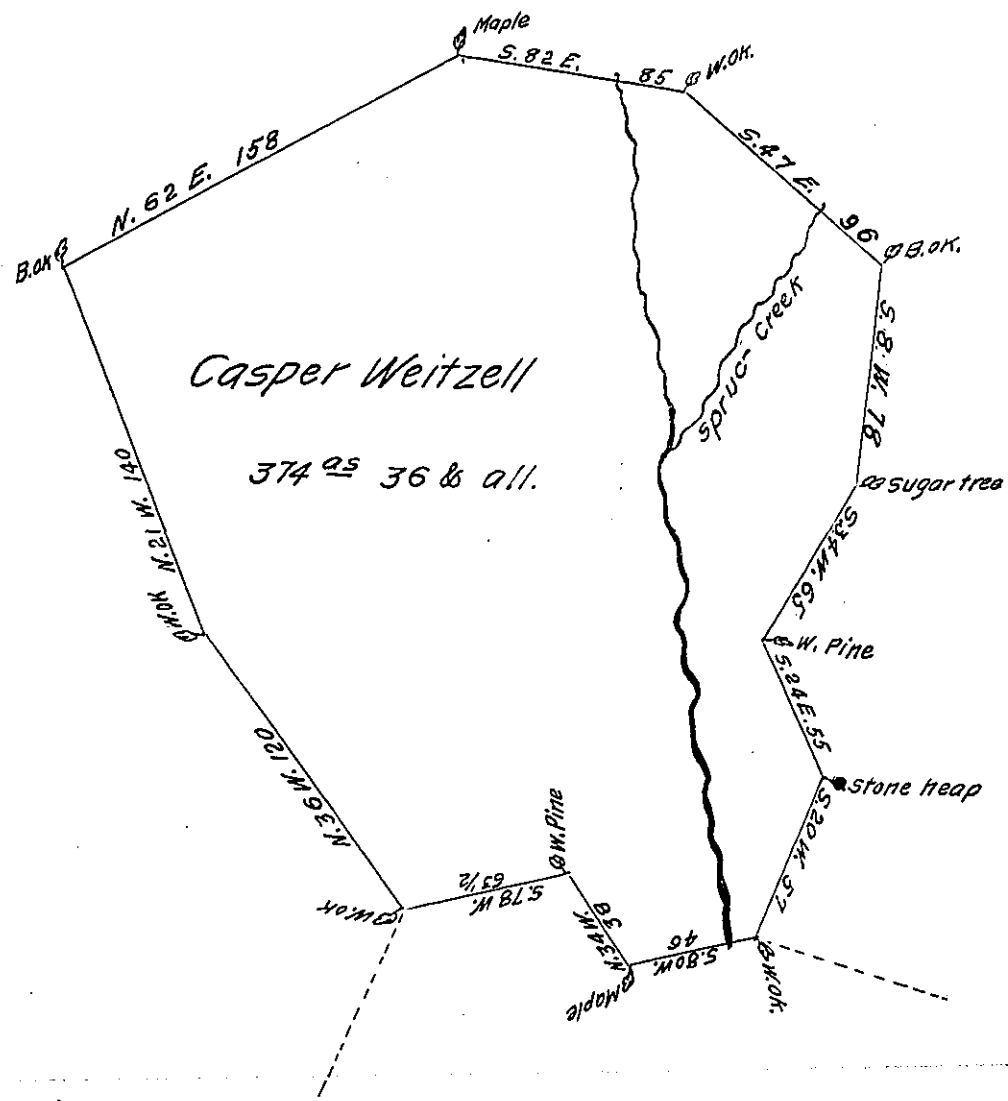 Maple
S. 82 E. 85
W.OK.
S. 47 E. 96
B.OK.
S. 8. W. 78
Sugar tree
S34W. 65
W. Pine
S. 24 E. 55
Stone heap
S. 20 W. 57
W.OK.
S. 80W. 46
Maple
N. 34 W. 38
W. Pine
S. 78 W. 63 1/2
W.OK
N. 36 W. 120
W.OK
N. 21 W. 140
B.OK
N. 62 E. 158
Casper Weitzell
374 as 36 & all.
Spruc- Creek